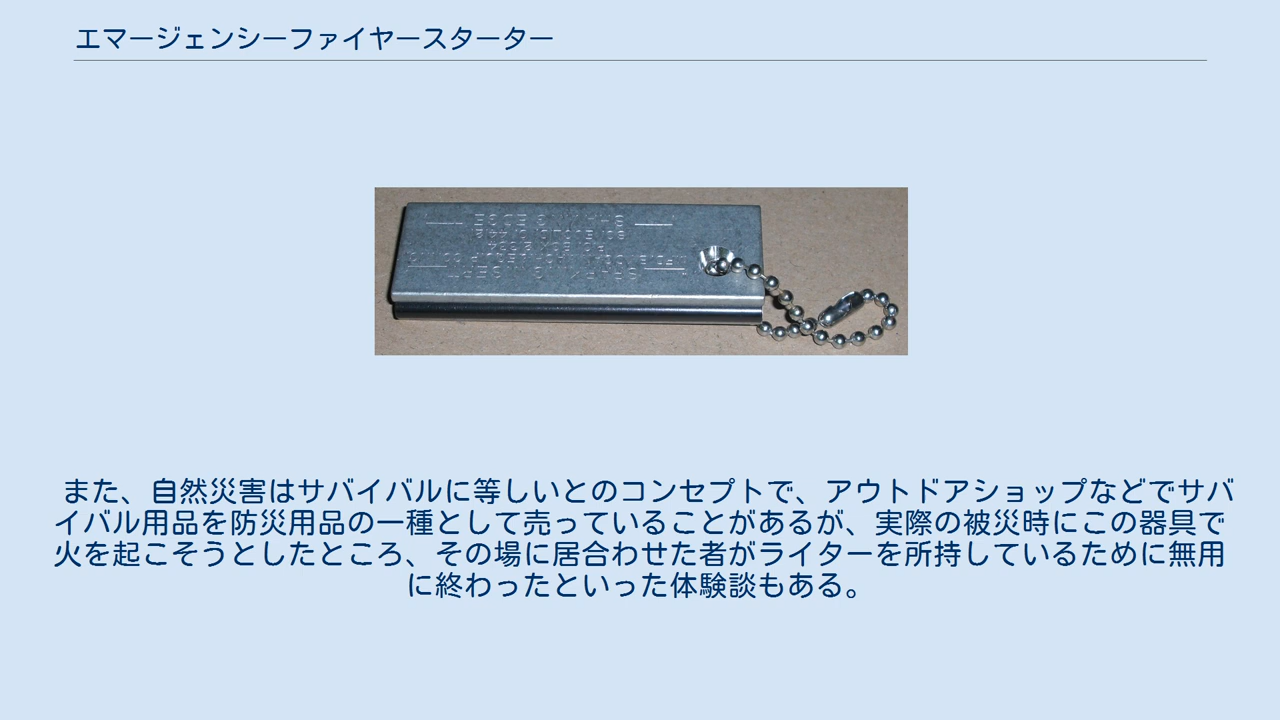 エマージェンシーファイヤースターター
また、自然災害はサバイバルに等しいとのコンセプトで、アウトドアショップなどでサバ
イバル用品を防災用品の一種として売っていることがあるが、実際の被災時にこの器具で
火を起こそうとしたところ、その場に居合わせた者がライターを所持しているために無用
に終わったといった体験談もある。